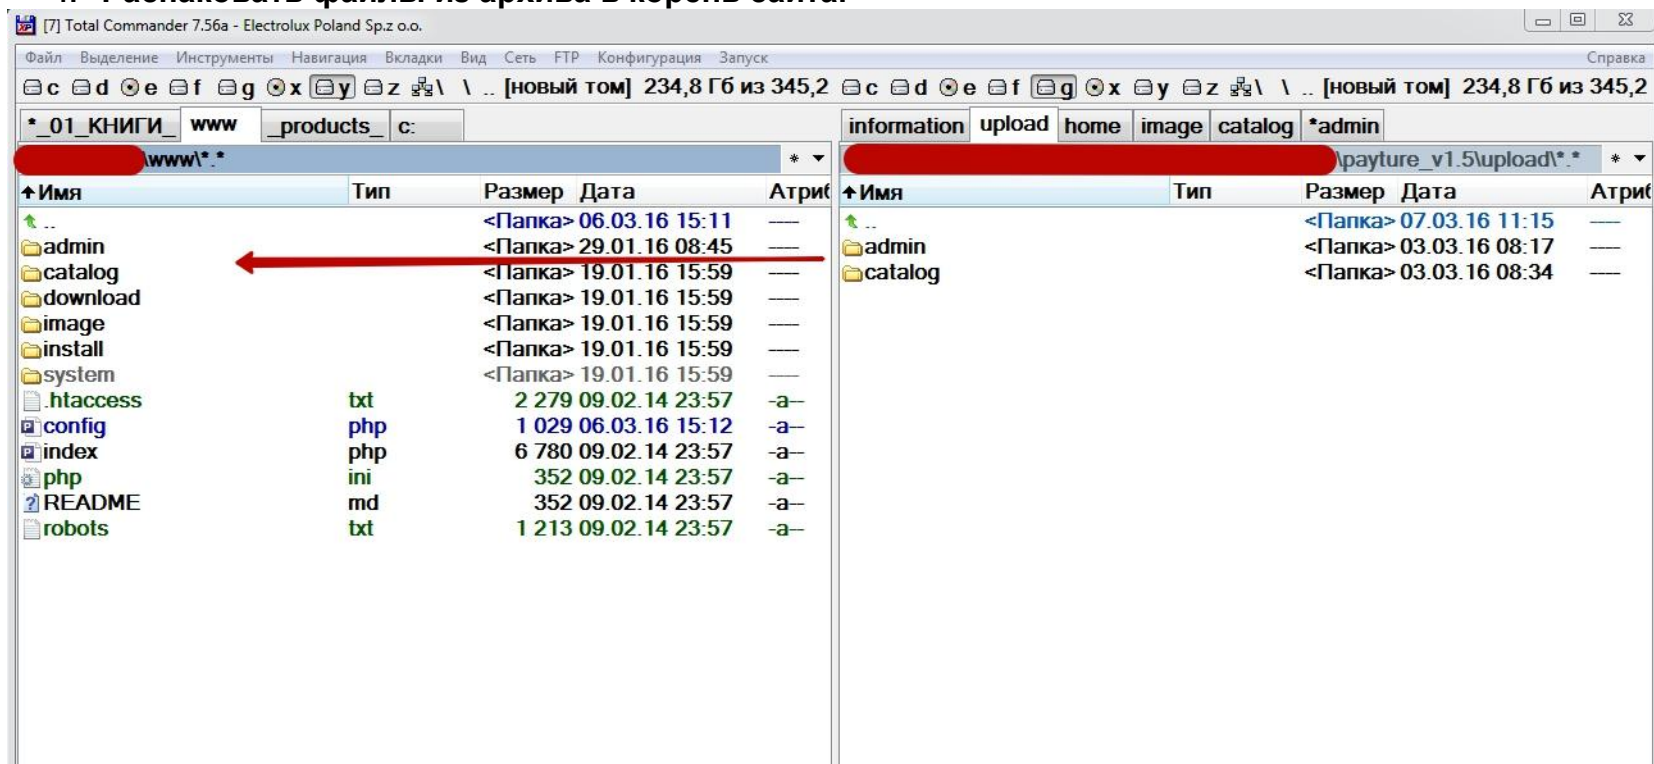 1. Распаковать файлы из архива в корень сайта.
[7] Total Commander 7.56a - Electrolux Poland Sp.z o.o.
Файл Выделение Инструменты Навигация Вкладки Вид Сеть FTP Конфигурация Запуск Справка
c d e f g x y z \ \ .. [новый том] 234,8 Гб из 345,2 c d e f g x y z \ \ .. [новый том] 234,8 Гб из 345,2
*_01_КНИГИ_ www _products_ c: information upload home image catalog *admin
\www\*.* * \payture_v1.5\upload\*.* *
Имя Тип Размер Дата Атриб Имя Тип Размер Дата Атриб
.. <Папка> 06.03.16 15:11 ---- .. <Папка> 07.03.16 11:15 ----
admin <Папка> 29.01.16 08:45 ---- admin <Папка> 03.03.16 08:17 ----
catalog <Папка> 19.01.16 15:59 ---- catalog <Папка> 03.03.16 08:34 ----
download <Папка> 19.01.16 15:59 ----
image <Папка> 19.01.16 15:59 ----
install <Папка> 19.01.16 15:59 ----
system <Папка> 19.01.16 15:59 ----
.htaccess txt 2 279 09.02.14 23:57 -a--
config php 1 029 06.03.16 15:12 -a--
index php 6 780 09.02.14 23:57 -a--
php ini 352 09.02.14 23:57 -a--
README md 352 09.02.14 23:57 -a--
robots txt 1 213 09.02.14 23:57 -a--